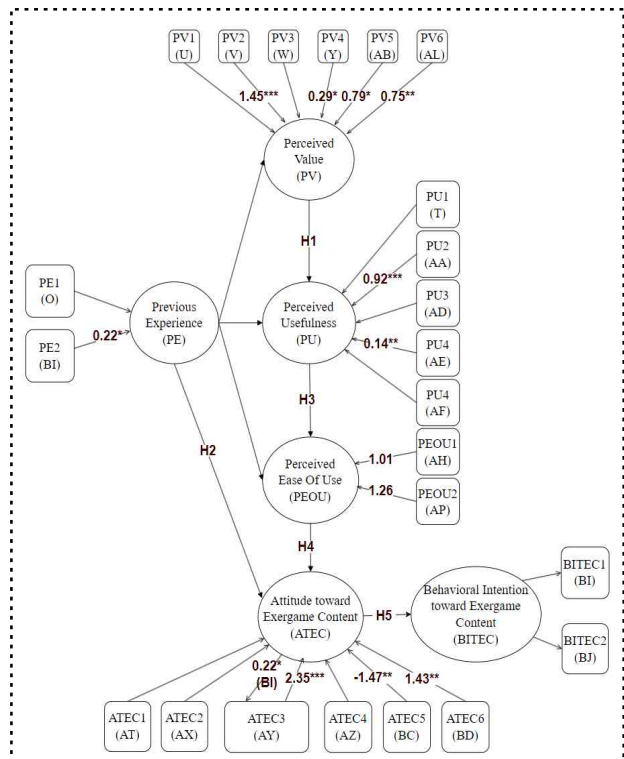 PV1
(U)
PV2
(V)
PV3
(W)
PV4
(Y)
PV5
(AB)
PV6
(AL)
1.45***
0.29*
0.79*
0.75**
Perceived
Value
(PV)
H1
PU1
(T)
PU2
(AA)
0.92***
PU3
(AD)
PU4
(AE)
0.14**
PU4
(AF)
PE1
(O)
PE2
(BI)
0.22*
Previous
Experience
(PE)
Perceived
Usefulness
(PU)
H3
H2
Perceived
Ease Of Use
(PEOU)
PEOU1
(AH)
1.01
PEOU2
(AP)
1.26
H4
Attitude toward
Exergame Content
(ATEC)
H5
Behavioral Intention
toward Exergame
Content
(BITEC)
BITEC1
(BI)
BITEC2
(BJ)
0.22*
(BI)
2.35***
-1.47**
1.43**
ATEC1
(AT)
ATEC2
(AX)
ATEC3
(AY)
ATEC4
(AZ)
ATEC5
(BC)
ATEC6
(BD)